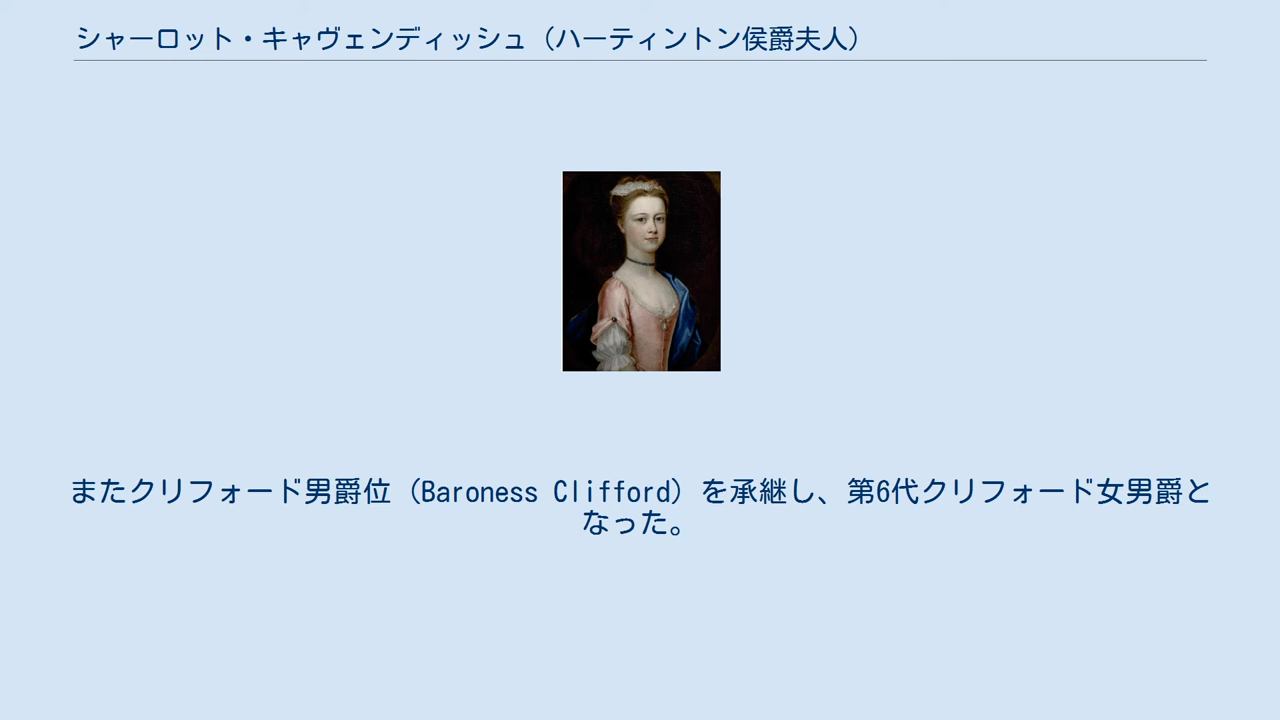 シャーロット・キャヴェンディッシュ（ハーティントン侯爵夫人）
またクリフォード男爵位（Baroness Clifford）を承継し、第6代クリフォード女男爵と
なった。